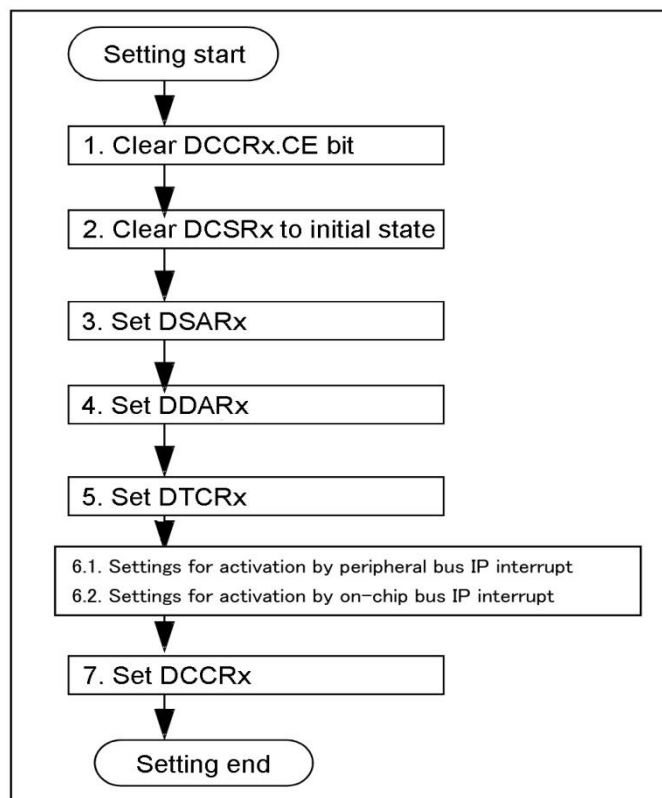 Setting start
1. Clear DCCRx.CE bit
2. Clear DCSRx to initial state
3. Set DSARx
4. Set DDARx
5. Set DTCRx
6.1. Settings for activation by peripheral bus IP interrupt
6.2. Settings for activation by on-chip bus IP interrupt
7. Set DCCRx
Setting end